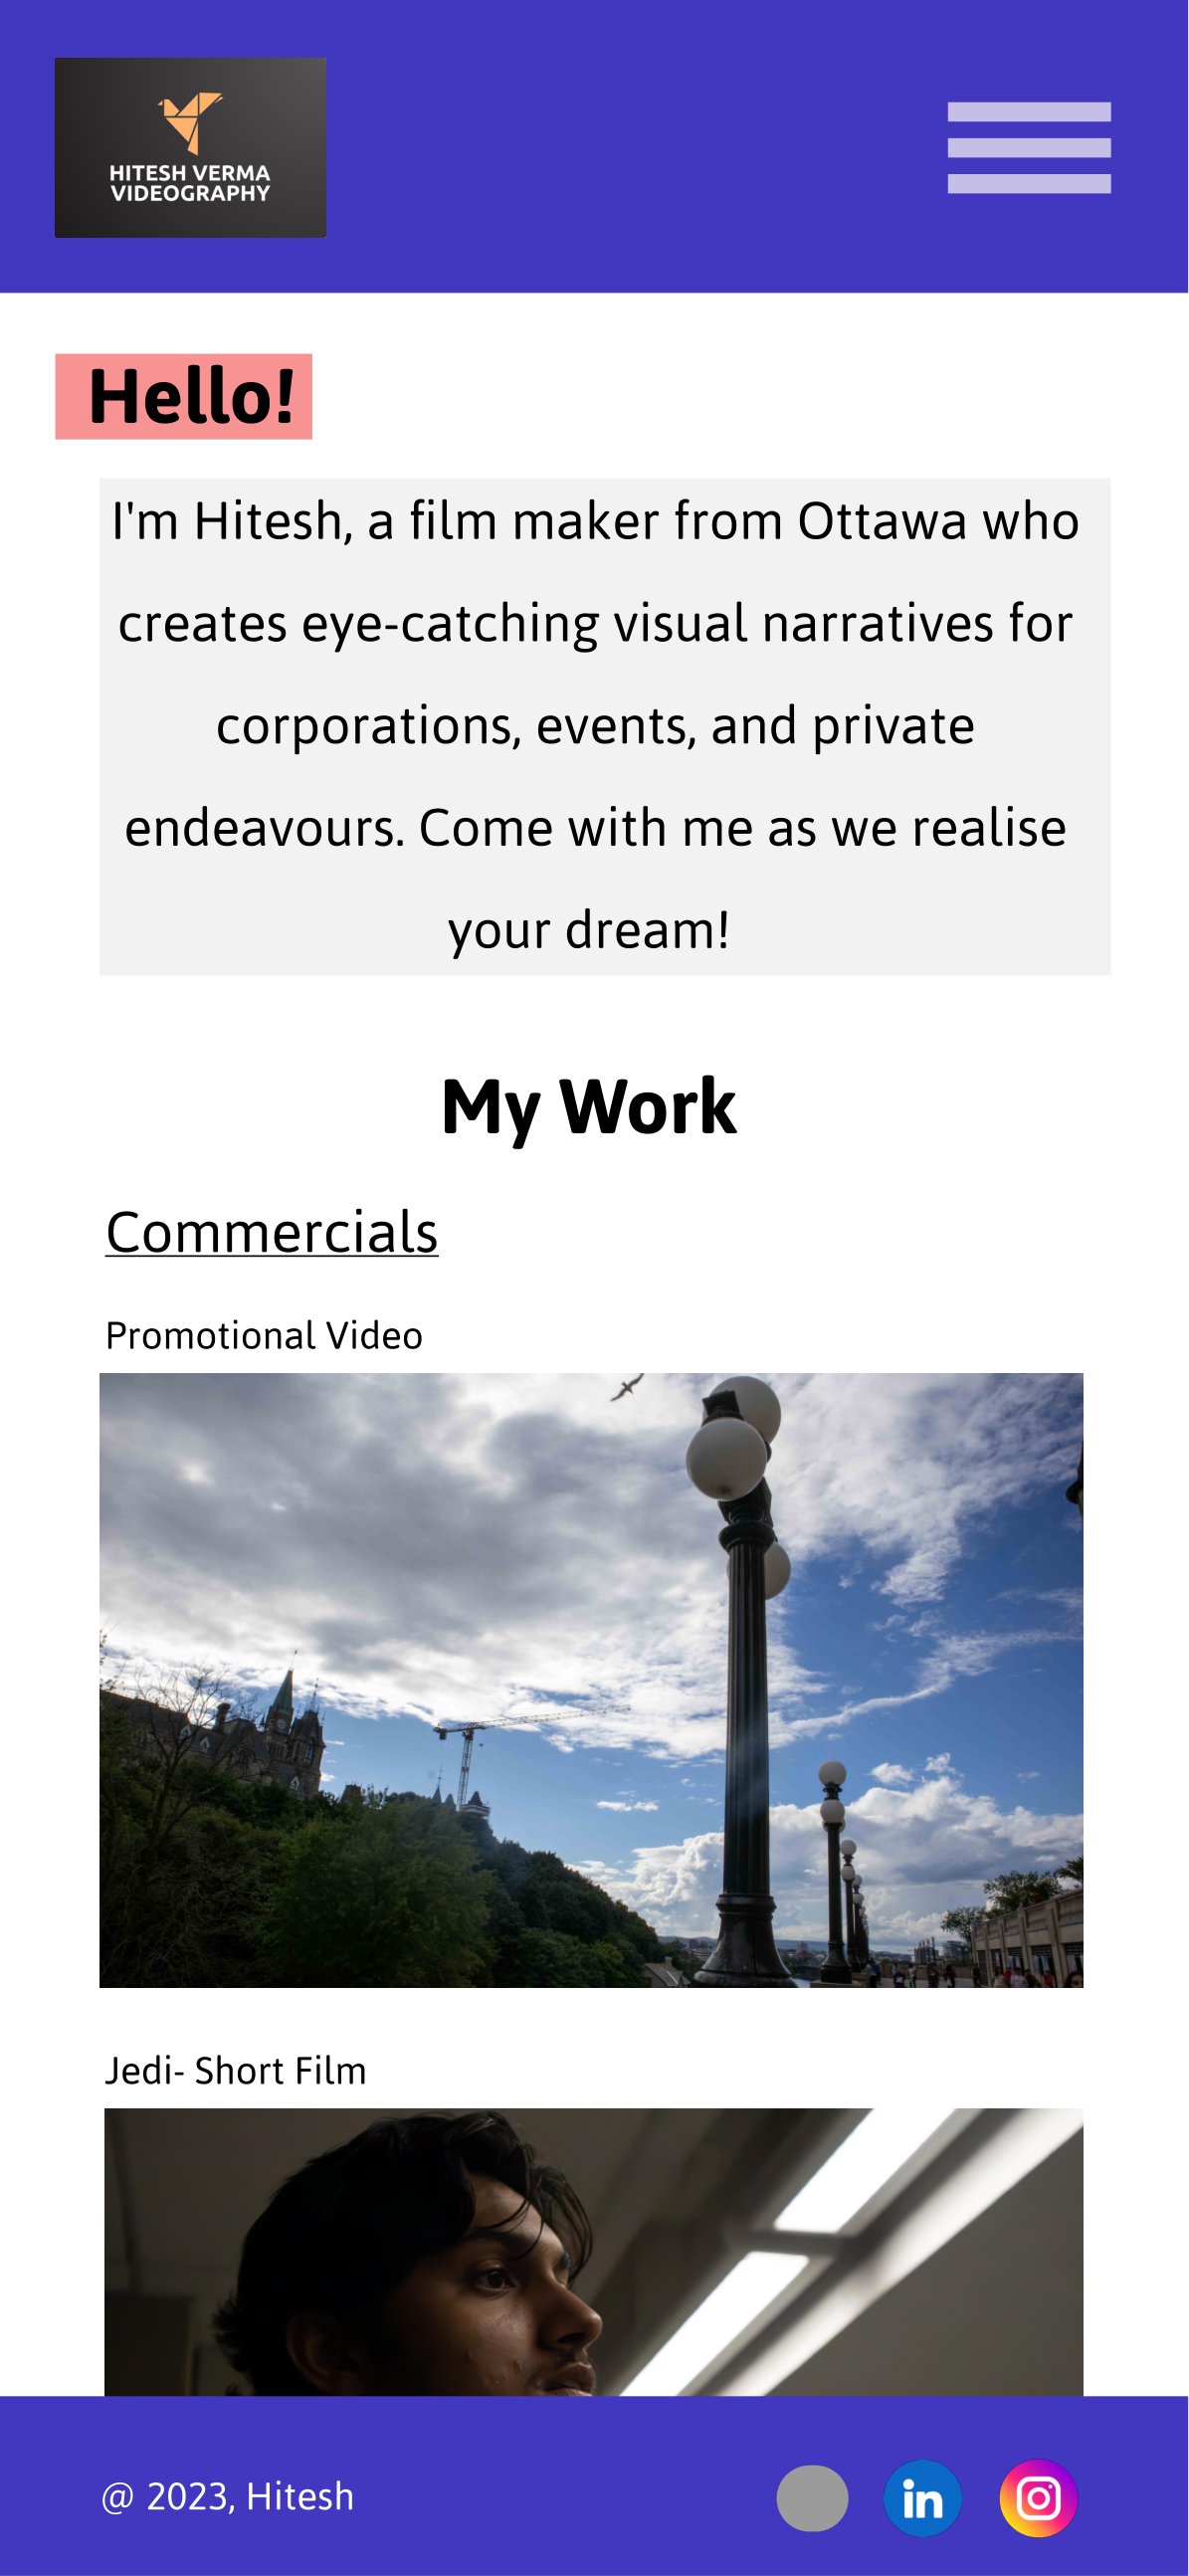 HITESH VERMA
VIDEOGRAPHY
Hello!
I'm Hitesh, a film maker from Ottawa who
creates eye-catching visual narratives for
corporations, events, and private
endeavours. Come with me as we realise
your dream!
My Work
Commercials
Promotional Video
Jedi- Short Film
@ 2023, Hitesh
in